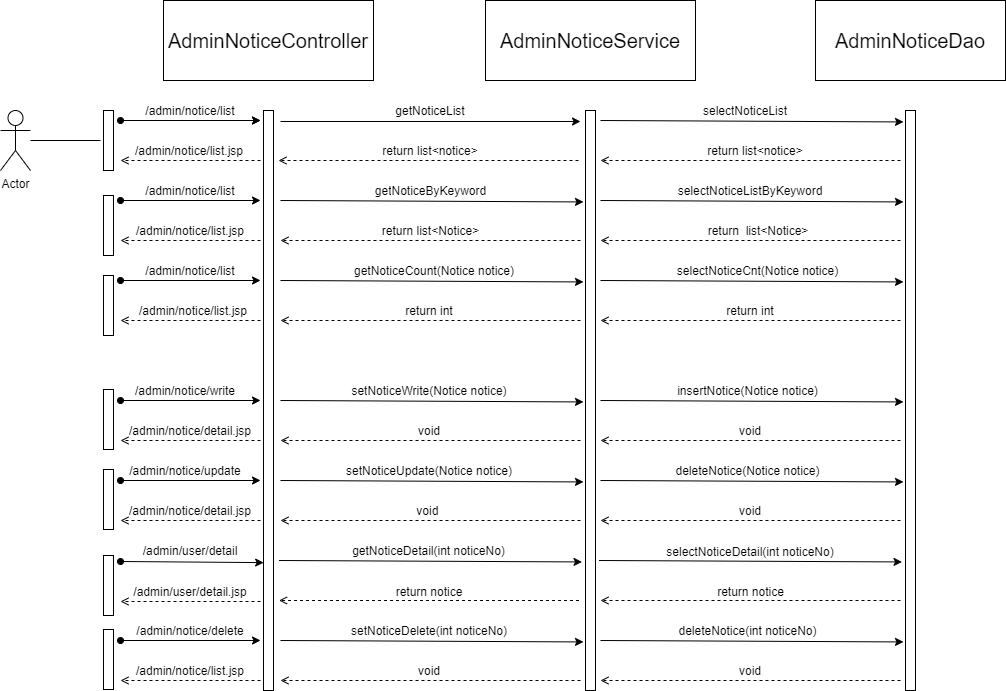 AdminNoticeController
AdminNoticeService
AdminNoticeDao
/admin/notice/list
getNoticeList
selectNoticeList
/admin/notice/list.jsp
return list<notice>
return list<notice>
Actor
/admin/notice/list
getNoticeByKeyword
selectNoticeListByKeyword
/admin/notice/list.jsp
return list<Notice>
return  list<Notice>
/admin/notice/list
getNoticeCount(Notice notice)
selectNoticeCnt(Notice notice)
/admin/notice/list.jsp
return int
return int
/admin/notice/write
setNoticeWrite(Notice notice)
insertNotice(Notice notice)
/admin/notice/detail.jsp
void
void
/admin/notice/update
setNoticeUpdate(Notice notice)
deleteNotice(Notice notice)
/admin/notice/detail.jsp
void
void
/admin/user/detail
getNoticeDetail(int noticeNo)
selectNoticeDetail(int noticeNo)
/admin/user/detail.jsp
return notice
return notice
/admin/notice/delete
setNoticeDelete(int noticeNo)
deleteNotice(int noticeNo)
/admin/notice/list.jsp
void
void